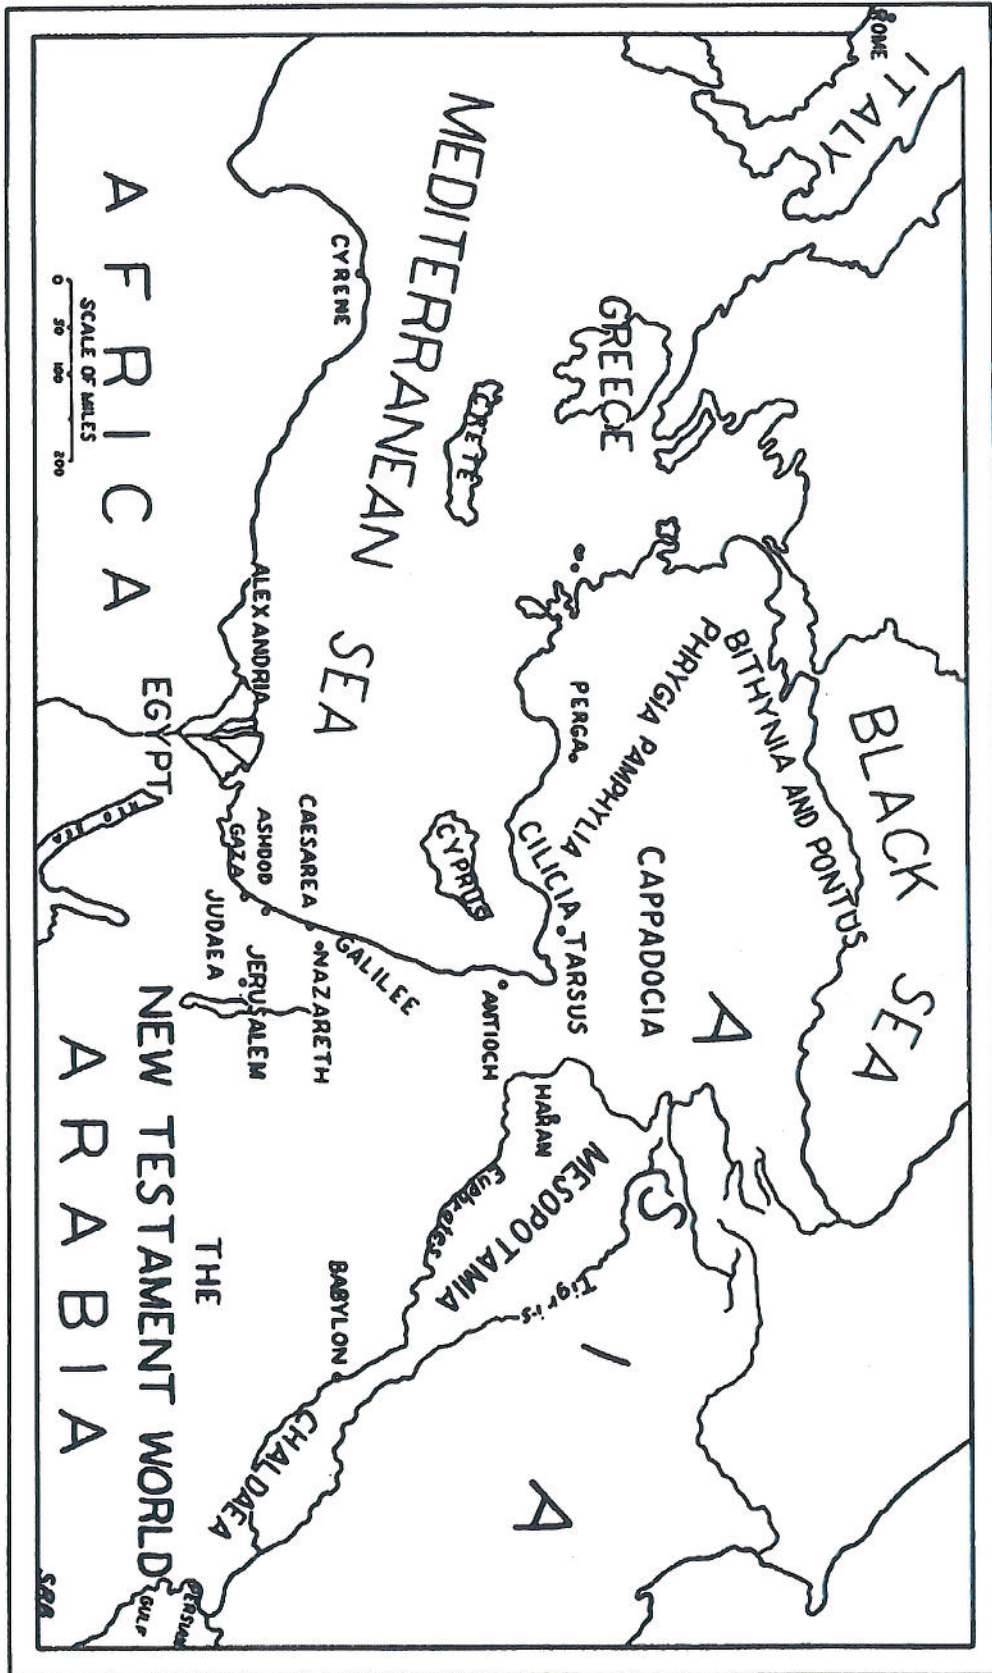 ROME
ITALY
BLACK SEA
GREECE
BITHYNIA AND PONTUS
PHRYGIA PAMPHYLIA
CAPPADOCIA
ASIA
PERGA
CILICIA
TARSUS
MEDITERRANEAN SEA
CRETE
CYPRUS
ANTIOCH
HARAN
MESOPOTAMIA
Tigris
Euphrates
CYRENE
GALILEE
CAESAREA
NAZARETH
BABYLON
ALEXANDRIA
ASHDOD
GAZA
JERUSALEM
JUDAEA
CHALDAEA
AFRICA
EGYPT
RED
THE
NEW TESTAMENT WORLD
ARABIA
PERSIAN
GULF
SCALE OF MILES
0 50 100 200